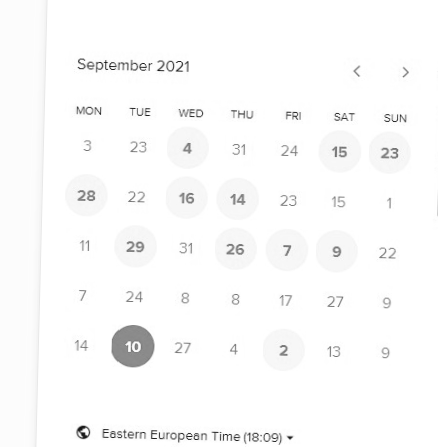 September 2021
MON TUE WED THU FRI SAT SUN
3 23 4 31 24 15 23
28 22 16 14 23 15 1
11 29 31 26 7 9 22
7 24 8 8 17 27 9
14 10 27 4 2 13 9
Eastern European Time (18:09)